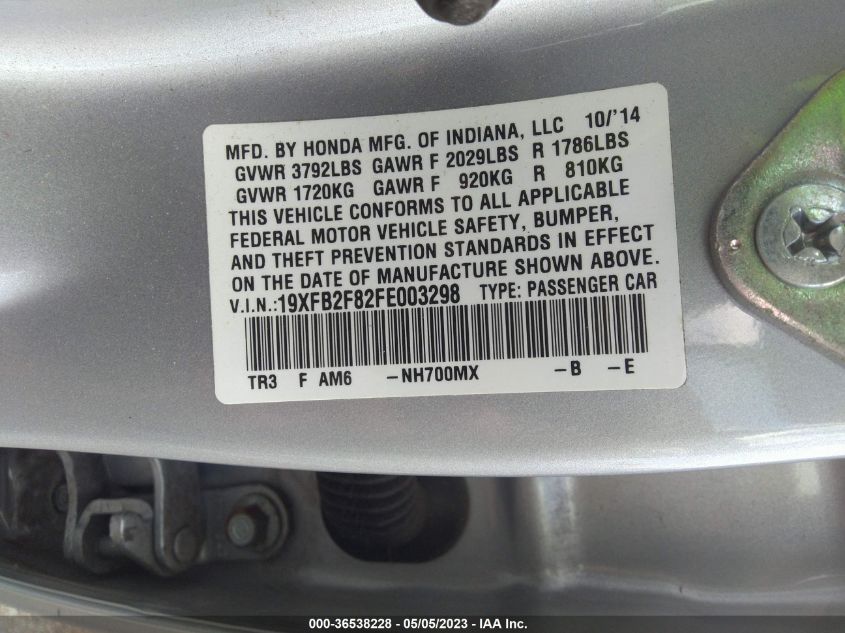 MFD. BY HONDA MFG. OF INDIANA, LLC 10/'14
GVWR 3792LBS GAWR F 2029LBS R 1786LBS
GVWR 1720KG GAWR F 920KG R 810KG
THIS VEHICLE CONFORMS TO ALL APPLICABLE
FEDERAL MOTOR VEHICLE SAFETY, BUMPER,
AND THEFT PREVENTION STANDARDS IN EFFECT
ON THE DATE OF MANUFACTURE SHOWN ABOVE.
V.I.N.:19XFB2F82FE003298 TYPE: PASSENGER CAR
TR3 F AM6 -NH700MX -B -E
000-36538228 - 05/05/2023 - IAA Inc.